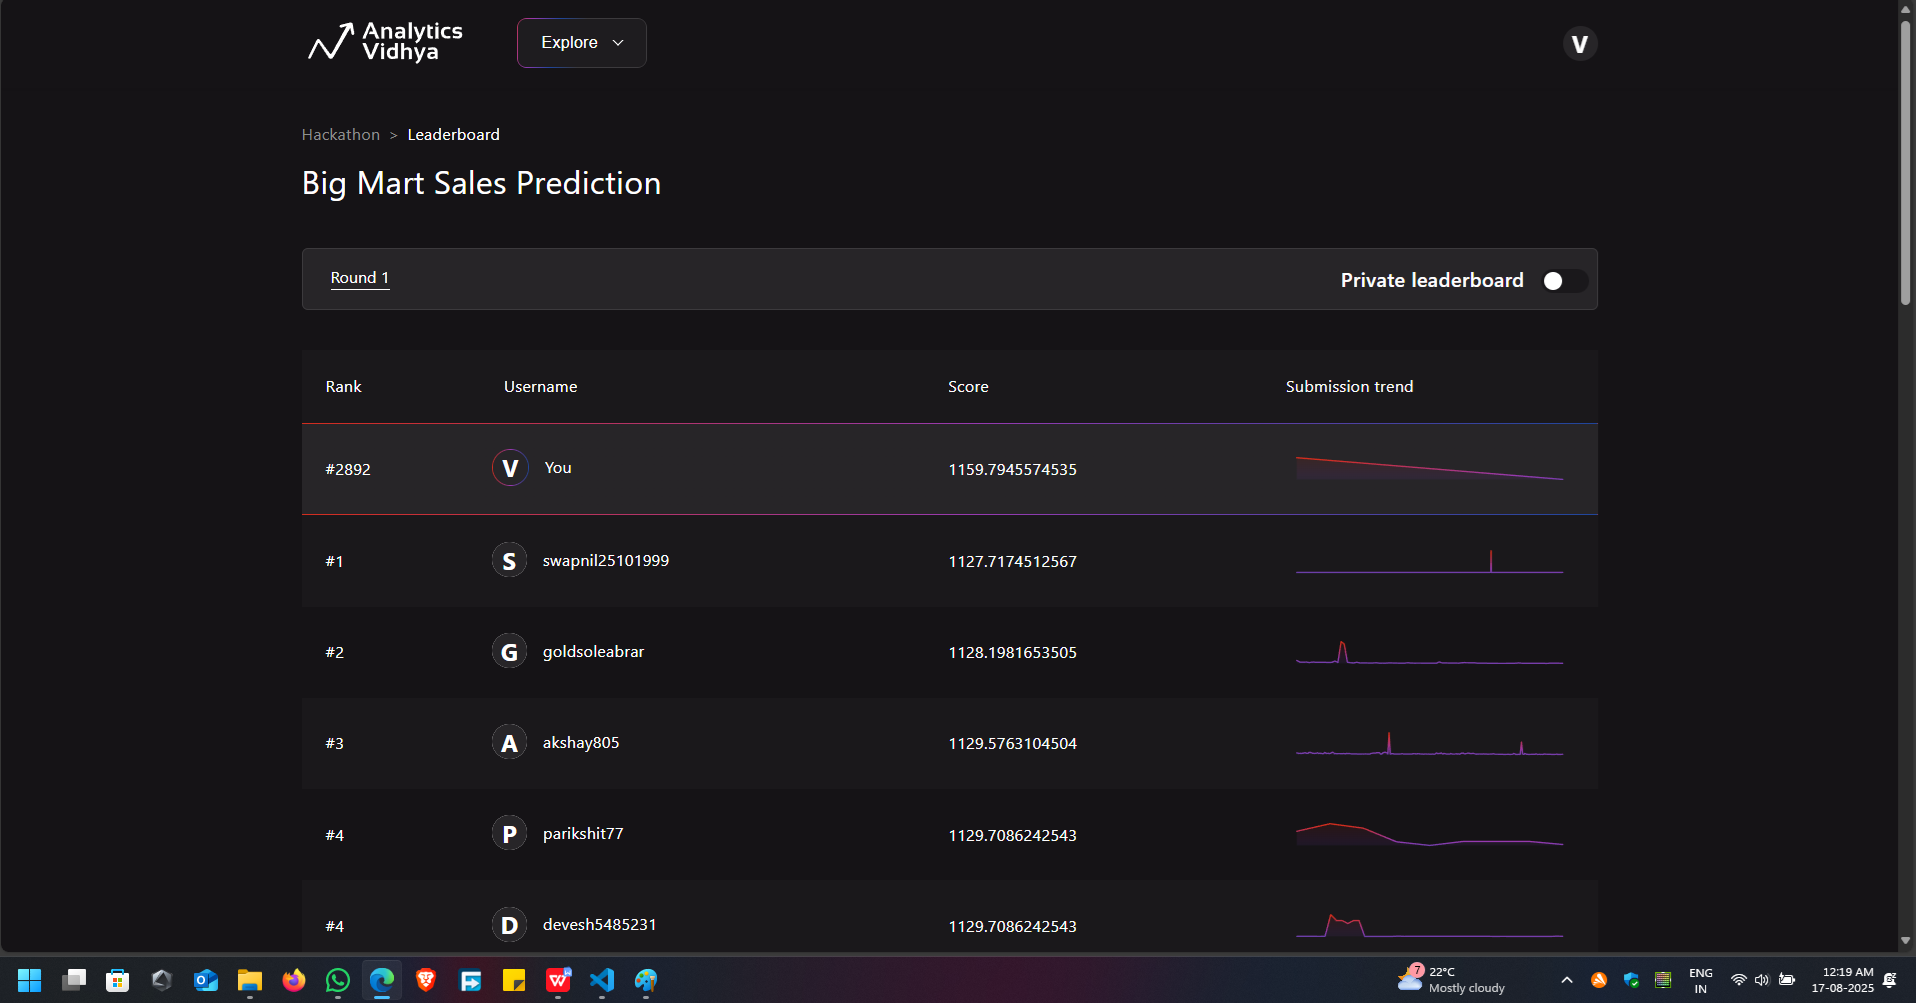 Analytics
Vidhya
Explore
V
Hackathon > Leaderboard
Big Mart Sales Prediction
Round 1
Private leaderboard
Rank Username Score Submission trend
#2892 V You 1159.7945574535
#1 S swapnil25101999 1127.7174512567
#2 G goldsoleabrar 1128.1981653505
#3 A akshay805 1129.5763104504
#4 P parikshit77 1129.7086242543
#4 D devesh5485231 1129.7086242543
7
22°C
Mostly cloudy
ENG
IN
12:19 AM
17-08-2025